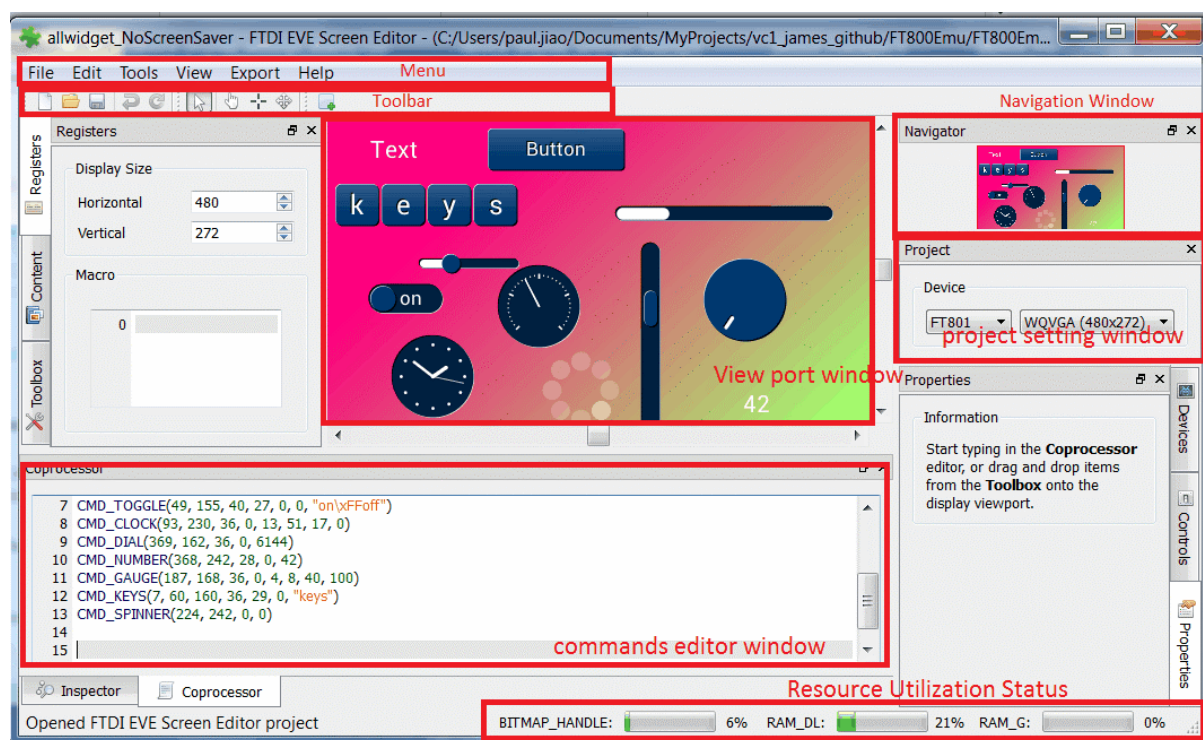 allwidget_NoScreenSaver - FTDI EVE Screen Editor - (C:/Users/paul.jiao/Documents/MyProjects/vc1_james_github/FT800Emu/FT800Em...
File Edit Tools View Export Help
Menu
Toolbar
Navigation Window
Registers
Content
Toolbox
Registers
Display Size
Horizontal 480
Vertical 272
Macro
0
Text
Button
k e y s
on
42
View port window
Navigator
Text
Button
k e y s
Project
Device
FT801
WQVGA (480x272)
project setting window
Properties
Information
Start typing in the Coprocessor
editor, or drag and drop items
from the Toolbox onto the
display viewport.
Devices
Controls
Properties
Coprocessor
7 CMD_TOGGLE(49, 155, 40, 27, 0, 0, "on\xFFoff")
8 CMD_CLOCK(93, 230, 36, 0, 13, 51, 17, 0)
9 CMD_DIAL(369, 162, 36, 0, 6144)
10 CMD_NUMBER(368, 242, 28, 0, 42)
11 CMD_GAUGE(187, 168, 36, 0, 4, 8, 40, 100)
12 CMD_KEYS(7, 60, 160, 36, 29, 0, "keys")
13 CMD_SPINNER(224, 242, 0, 0)
14
15
commands editor window
Inspector
Coprocessor
Resource Utilization Status
Opened FTDI EVE Screen Editor project
BITMAP_HANDLE: 6% RAM_DL: 21% RAM_G: 0%